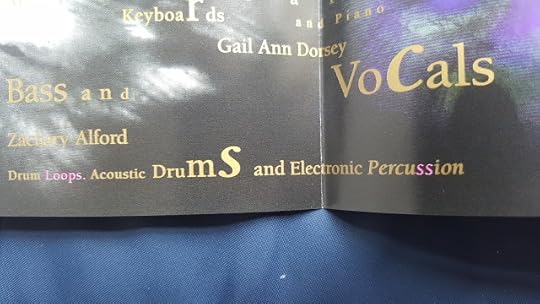 KeyboaRds
and Piano
Gail Ann Dorsey
Bass and VoCals
Zachary Alford
Drum Loops. Acoustic DruMS and Electronic Percussion